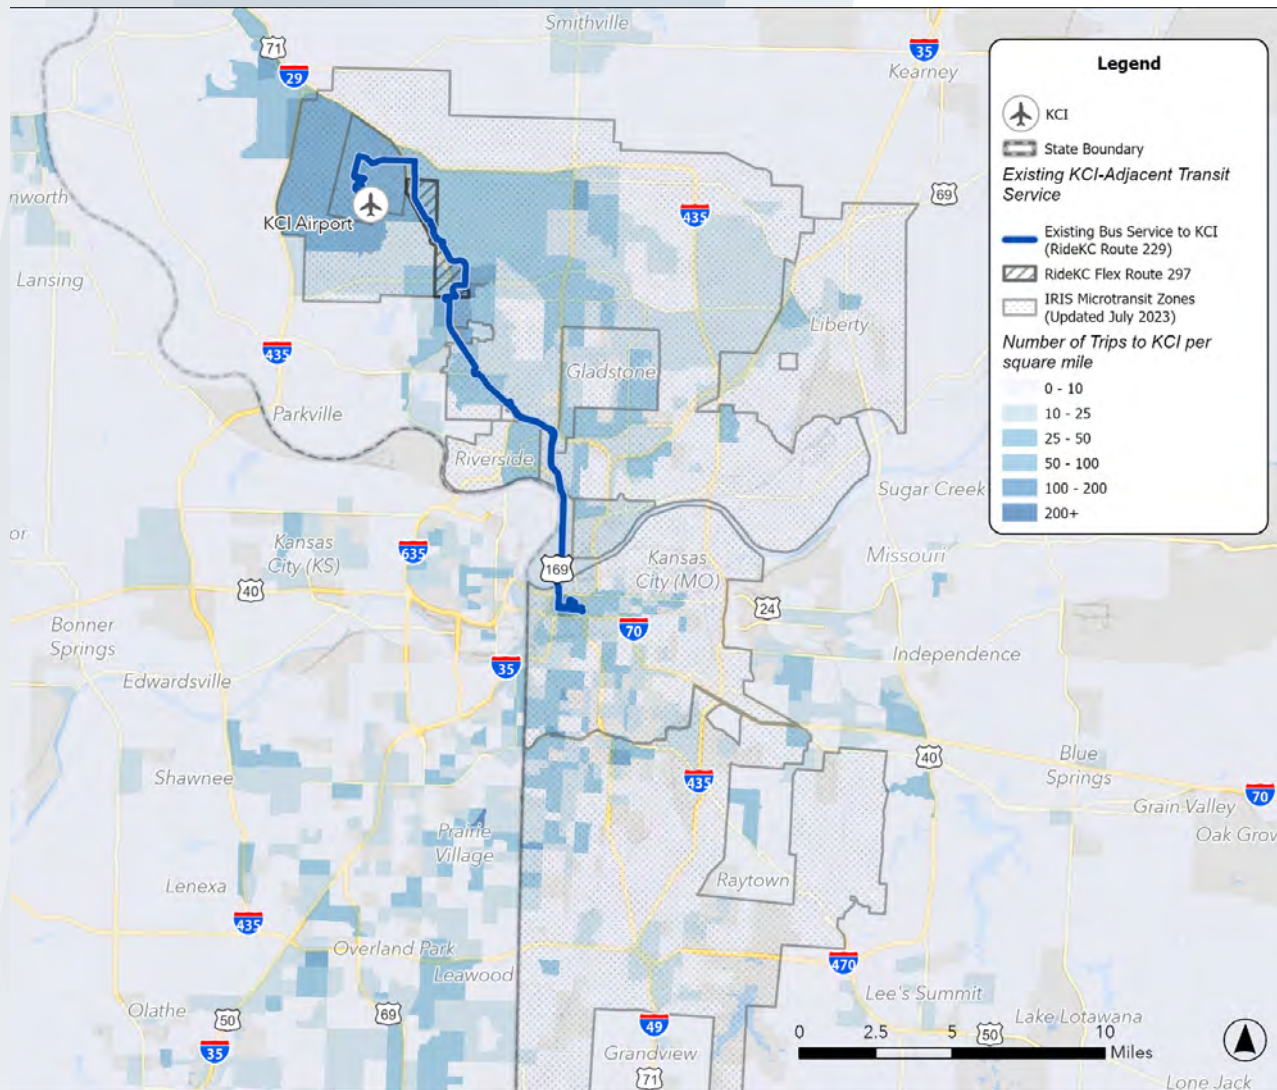 Smithville
71
29
35
Kearney
Legend
KCI
State Boundary
Existing KCI-Adjacent Transit
Service
Existing Bus Service to KCI
(RideKC Route 229)
RideKC Flex Route 297
IRIS Microtransit Zones
(Updated July 2023)
Number of Trips to KCI per
square mile
0 - 10
10 - 25
25 - 50
50 - 100
100 - 200
200+
nworth
69
435
KCI Airport
Lansing
Liberty
435
Gladstone
Parkville
Riverside
Sugar Creek
or
Kansas
City (KS)
635
Kansas
City (MO)
Missouri
169
40
24
Bonner
Springs
70
35
Independence
Edwardsville
40
Blue
Springs
Shawnee
435
70
Grain Valley
Oak Grov
Prairie
Village
Lenexa
Raytown
435
Overland Park
Leawood
470
Lee's Summit
Olathe
50
69
49
Lake Lotawana
35
50
Grandview
71
0 2.5 5 10
Miles
Lone Jack